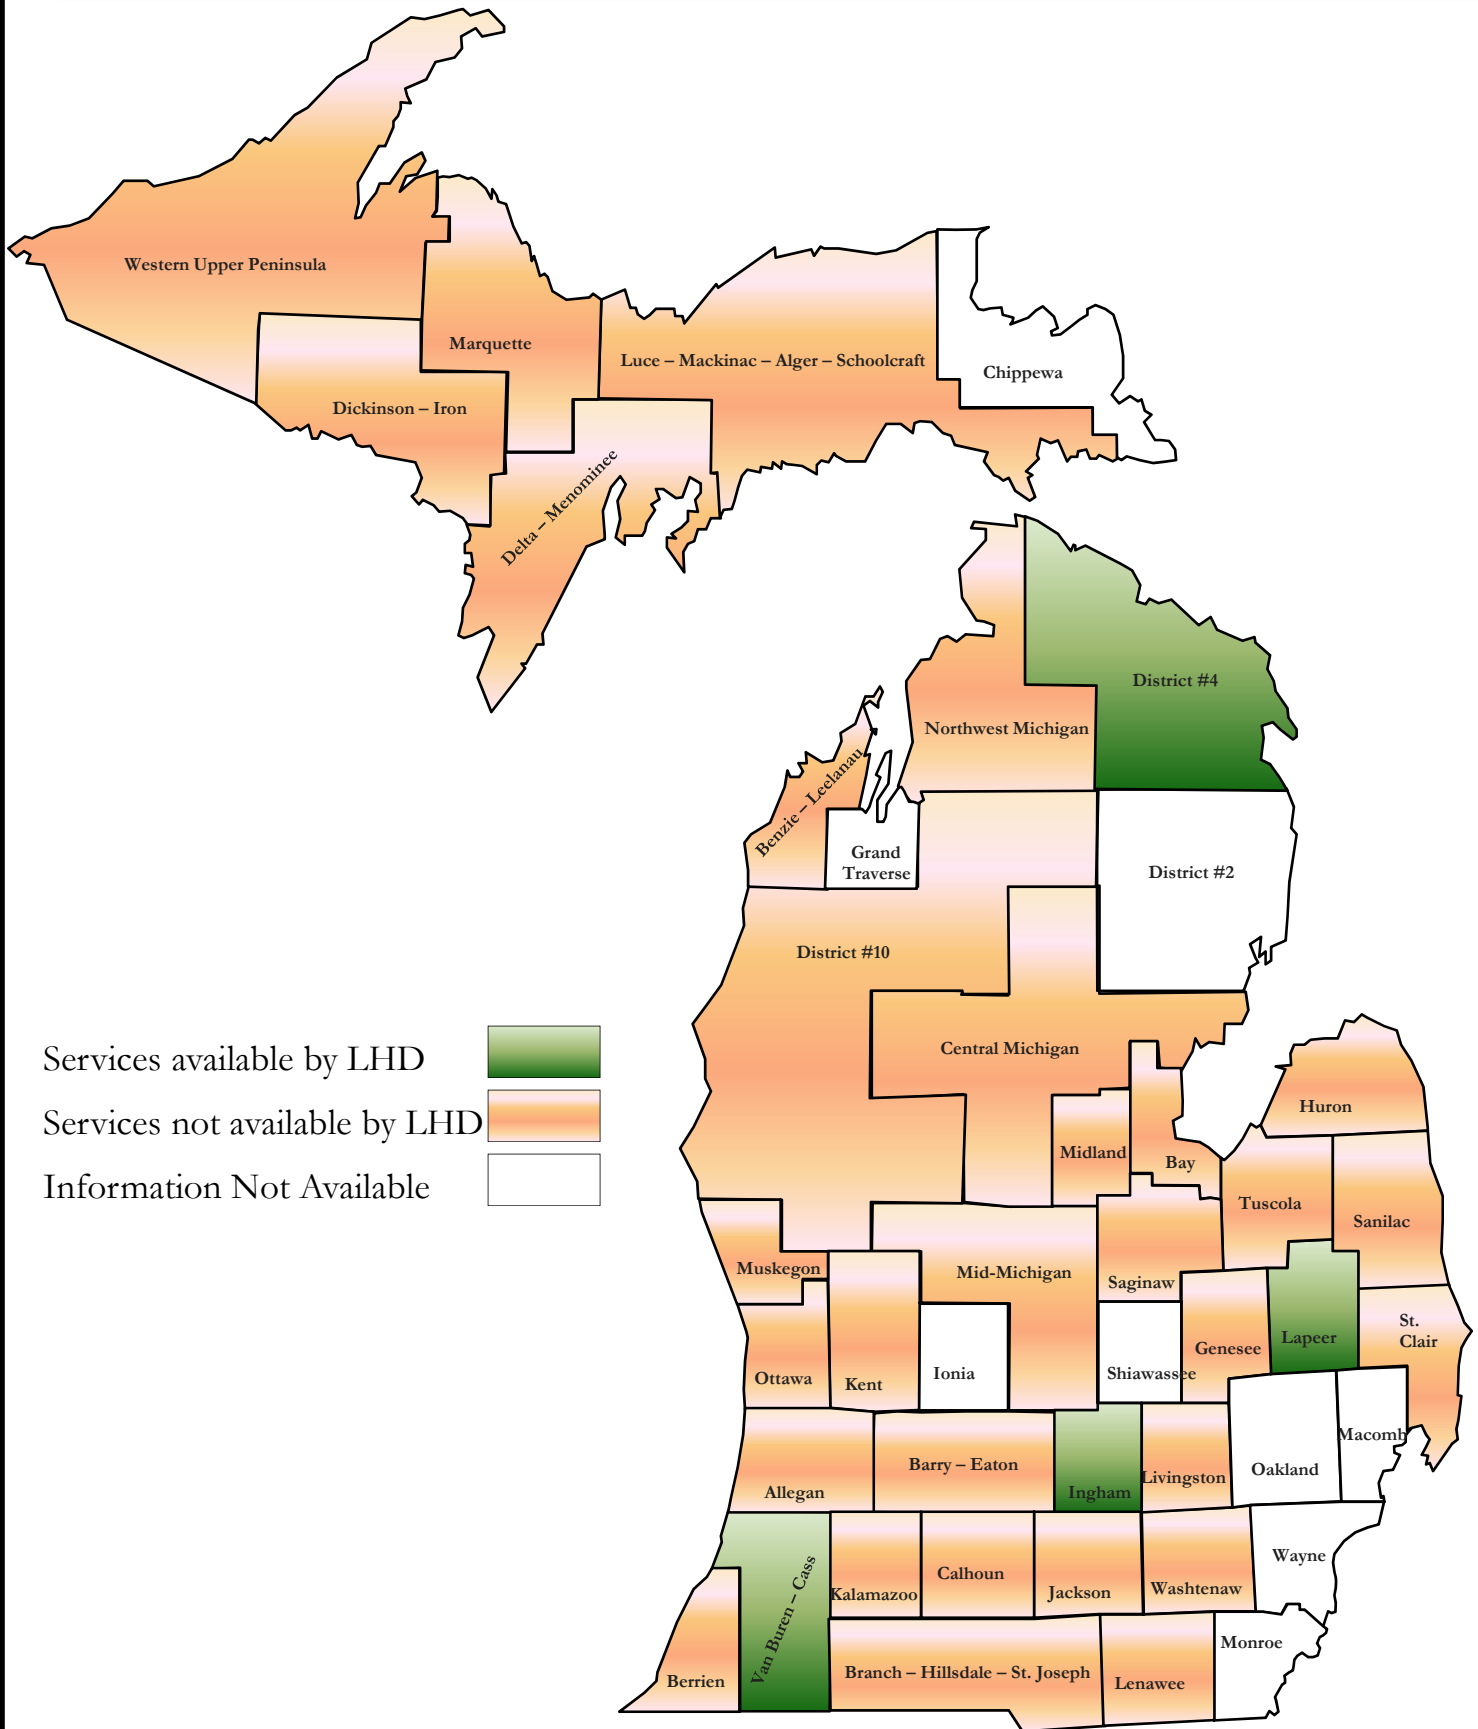 Western Upper Peninsula
Marquette
Luce – Mackinac – Alger – Schoolcraft
Chippewa
Dickinson – Iron
Delta – Menominee
District #4
Northwest Michigan
Benzie – Leelanau
Grand
Traverse
District #2
District #10
Central Michigan
Services available by LHD
Services not available by LHD
Information Not Available
Huron
Midland
Bay
Tuscola
Sanilac
Muskegon
Mid-Michigan
Saginaw
St.
Clair
Lapeer
Genesee
Ottawa
Kent
Ionia
Shiawassee
Macomb
Allegan
Barry – Eaton
Ingham
Livingston
Oakland
Van Buren – Cass
Kalamazoo
Calhoun
Jackson
Washtenaw
Wayne
Berrien
Branch – Hillsdale – St. Joseph
Lenawee
Monroe